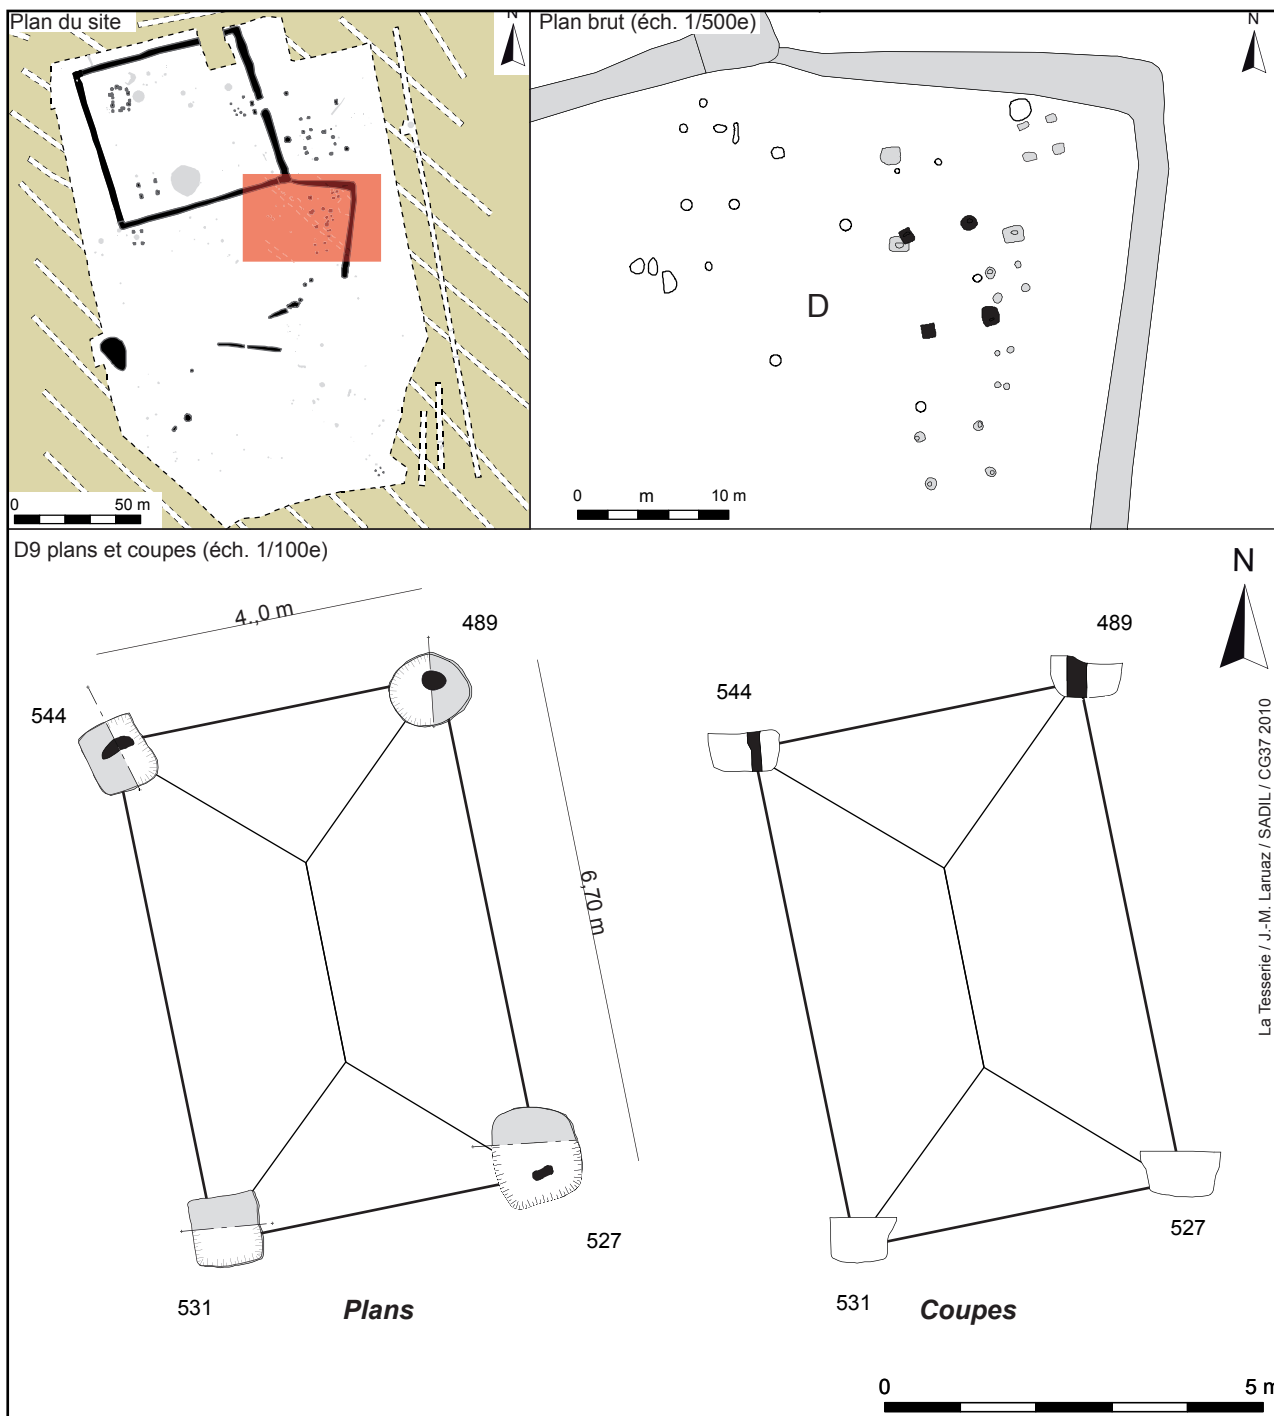 Plan du site
N
0
50 m
Plan brut (éch. 1/500e)
N
D
0
m
10 m
D9 plans et coupes (éch. 1/100e)
N
4.,0 m
489
544
6,70 m
527
531
Plans
489
544
527
531
Coupes
0
5 m
La Tesserie / J.-M. Laruaz / SADIL / CG37 2010